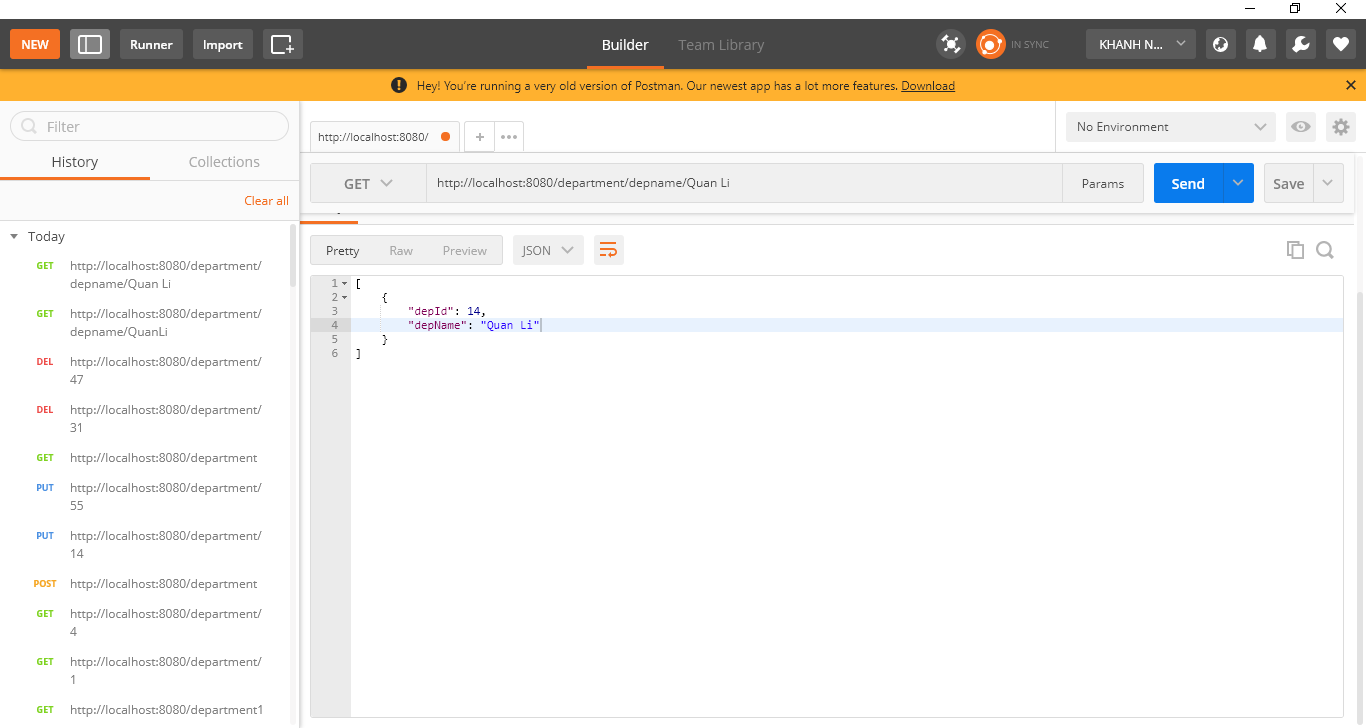 NEW Runner Import Builder Team Library IN SYNC KHANH N...
Hey! You're running a very old version of Postman. Our newest app has a lot more features. Download
Filter
History Collections
Clear all
Today
GET http://localhost:8080/department/
depname/Quan Li
GET http://localhost:8080/department/
depname/QuanLi
DEL http://localhost:8080/department/
47
DEL http://localhost:8080/department/
31
GET http://localhost:8080/department
PUT http://localhost:8080/department/
55
PUT http://localhost:8080/department/
14
POST http://localhost:8080/department
GET http://localhost:8080/department/
4
GET http://localhost:8080/department/
1
GET http://localhost:8080/department1
http://localhost:8080/ + ••• No Environment
GET http://localhost:8080/department/depname/Quan Li Params Send Save
Pretty Raw Preview JSON
1 [
2 {
3 "depId": 14,
4 "depName": "Quan Li"
5 }
6 ]